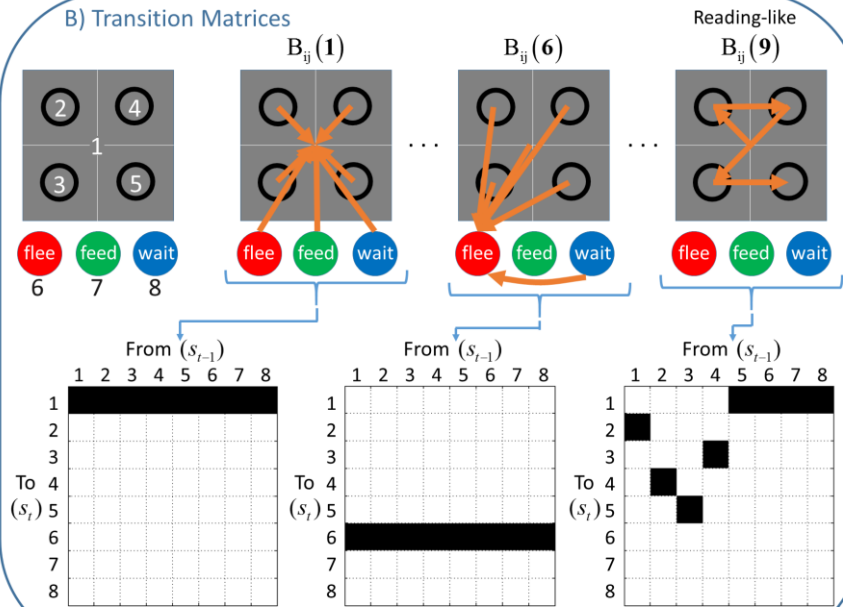 B) Transition Matrices
Reading-like
B_ij(1) B_ij(6) B_ij(9)
2 4
1
3 5
... ...
flee feed wait flee feed wait flee feed wait flee feed wait
6 7 8
From (s_{t-1}) From (s_{t-1}) From (s_{t-1})
1 2 3 4 5 6 7 8 1 2 3 4 5 6 7 8 1 2 3 4 5 6 7 8
1 1 1
2 2 2
3 3 3
To 4 To 4 To 4
(s_t) 5 (s_t) 5 (s_t) 5
6 6 6
7 7 7
8 8 8